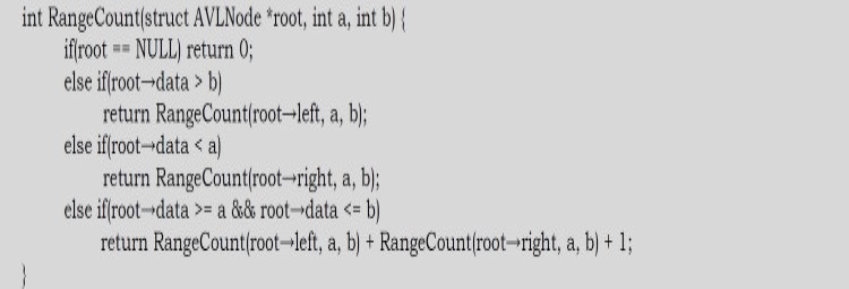 int RangeCount(struct AVLNode *root, int a, int b) {
if(root == NULL) return 0;
else if(root→data > b)
return RangeCount(root→left, a, b);
else if(root→data < a)
return RangeCount(root→right, a, b);
else if(root→data >= a && root→data <= b)
return RangeCount(root→left, a, b) + RangeCount(root→right, a, b) + 1;
}